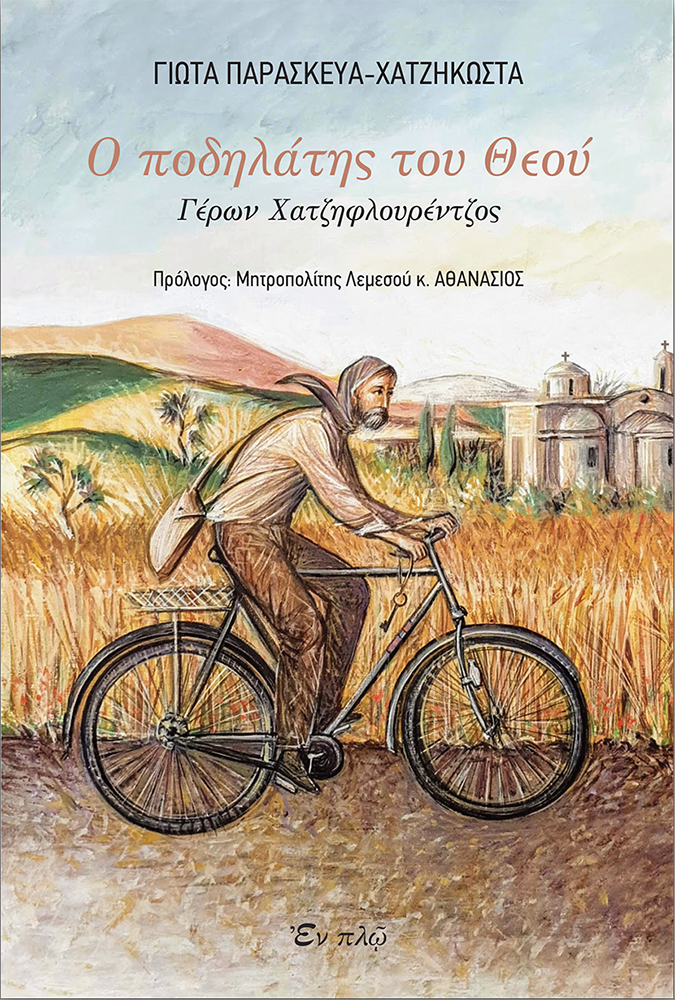 ΓΙΩΤΑ ΠΑΡΑΣΚΕΥΑ-ΧΑΤΖΗΚΩΣΤΑ
Ο ποδηλάτης του Θεού
Γέρων Χατζηφλουρέντζος
Πρόλογος: Μητροπολίτης Λεμεσού κ. ΑΘΑΝΑΣΙΟΣ
Ἐν πλῷ